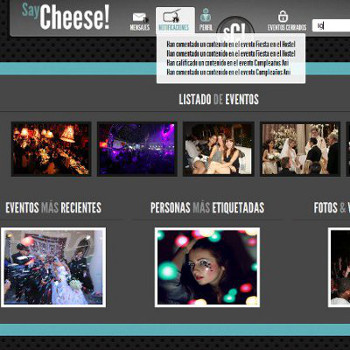 Say
Cheese!
MENSAJES
NOTIFICACIONES
PERFIL
EVENTOS CERRADOS
sC!
Han comentado un contenido en el evento Fiesta en el Hostel
Han comentado un contenido en el evento Fiesta en el Hostel
Han calificado un contenido en el evento Cumpleaños Ani
Han comentado un contenido en el evento Cumpleaños Ani
LISTADO DE EVENTOS
EVENTOS MÁS RECIENTES
PERSONAS MÁS ETIQUETADAS
FOTOS &